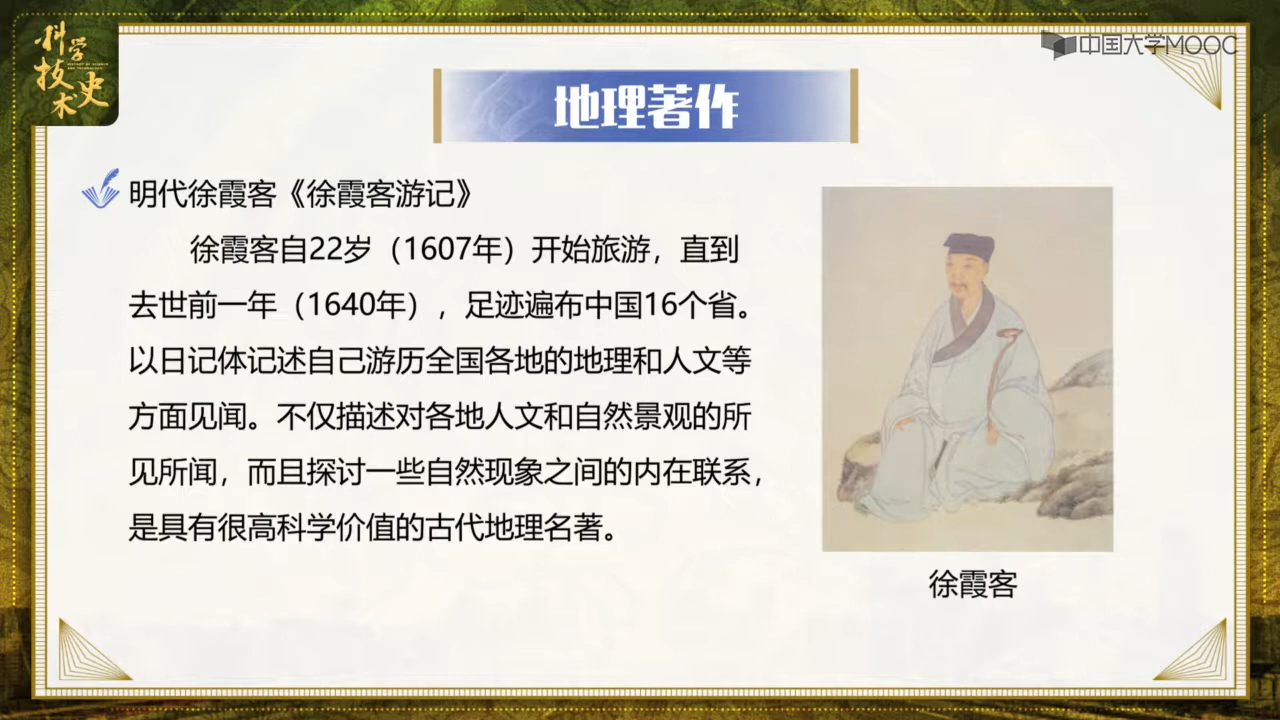 科学技术史
HISTORY OF SCIENCE
AND TECHNOLOGY
中国大学MOOC
地理著作
明代徐霞客《徐霞客游记》
徐霞客自22岁（1607年）开始旅游，直到
去世前一年（1640年），足迹遍布中国16个省。
以日记体记述自己游历全国各地的地理和人文等
方面见闻。不仅描述对各地人文和自然景观的所
见所闻，而且探讨一些自然现象之间的内在联系，
是具有很高科学价值的古代地理名著。
徐霞客